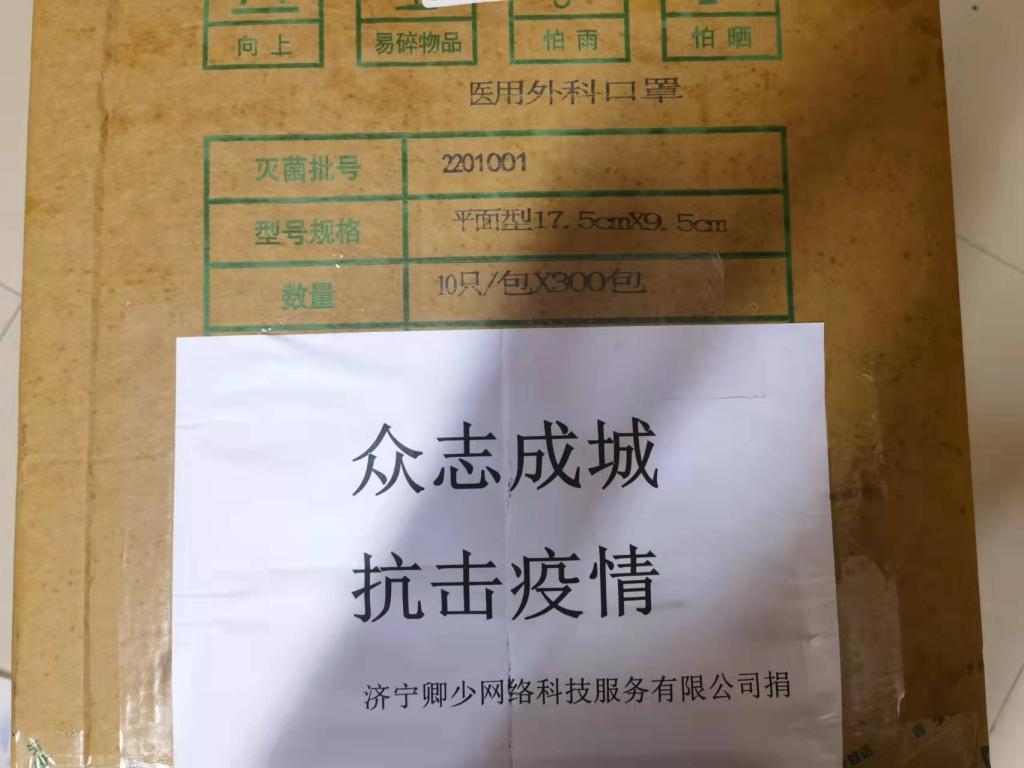 向上 易碎物品 怕雨 怕晒
医用外科口罩
灭菌批号 2201001
型号规格 平面型17.5cmX9.5cm
数量 10只/包X300包
众志成城
抗击疫情
济宁卿少网络科技服务有限公司捐